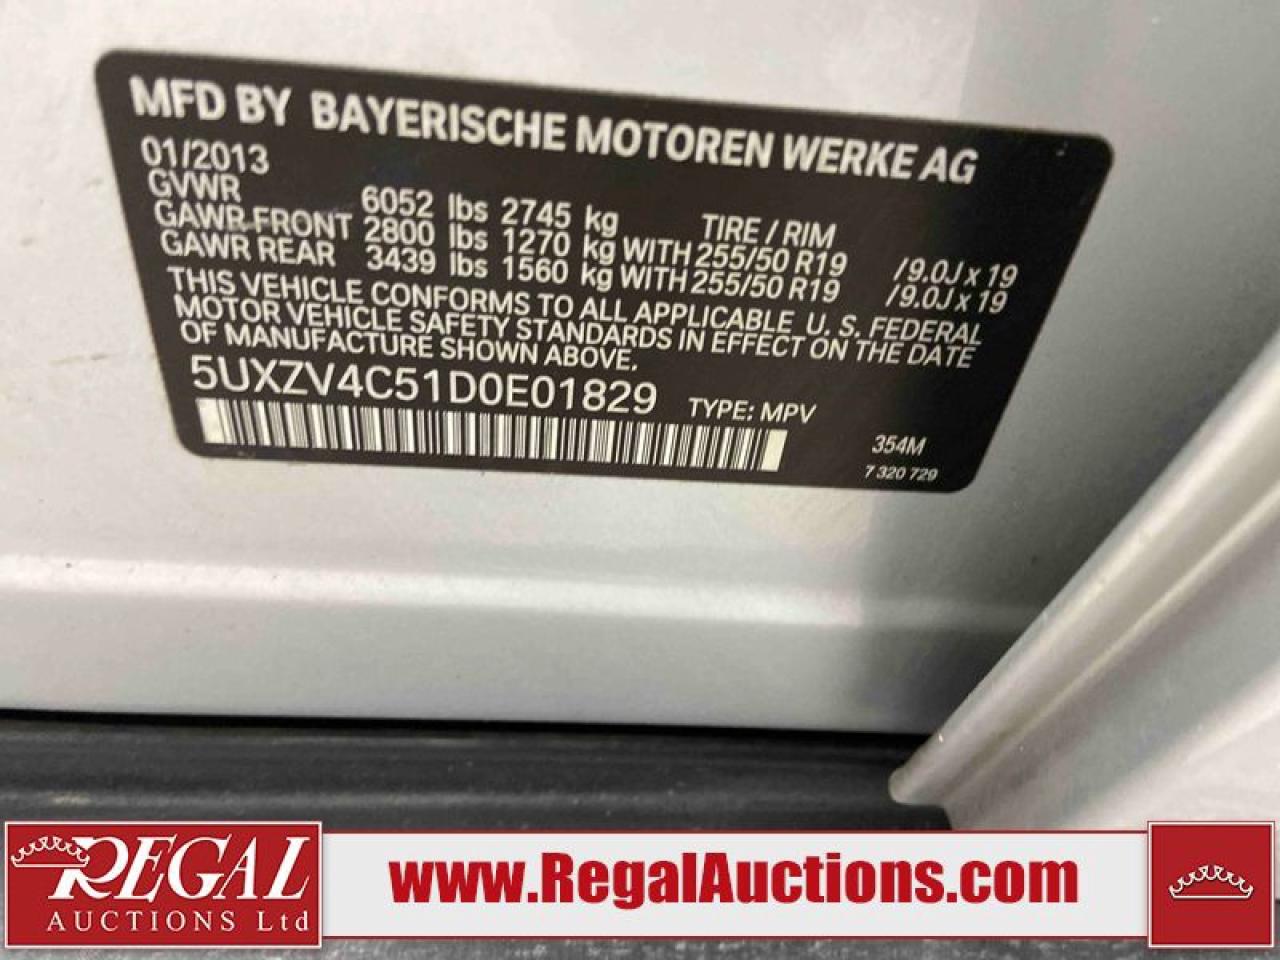 MFD BY BAYERISCHE MOTOREN WERKE AG
01/2013
GVWR 6052 lbs 2745 kg TIRE / RIM
GAWR FRONT 2800 lbs 1270 kg WITH 255/50 R19 /9.0J x 19
GAWR REAR 3439 lbs 1560 kg WITH 255/50 R19 /9.0J x 19
THIS VEHICLE CONFORMS TO ALL APPLICABLE U. S. FEDERAL
MOTOR VEHICLE SAFETY STANDARDS IN EFFECT ON THE DATE
OF MANUFACTURE SHOWN ABOVE.
5UXZV4C51D0E01829 TYPE: MPV
354M
7 320 729
REGAL
AUCTIONS Ltd
www.RegalAuctions.com